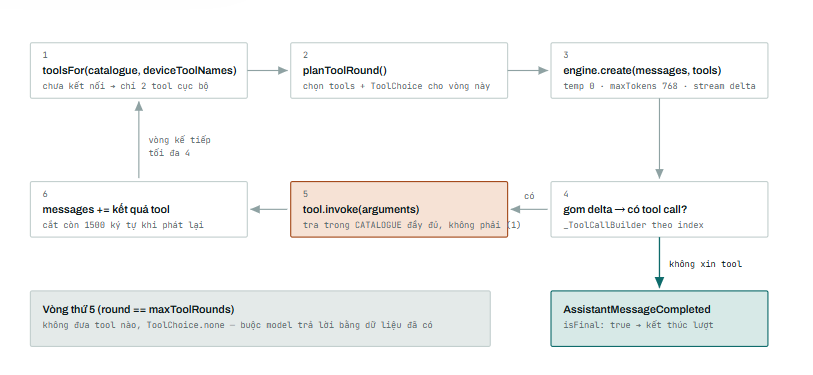 1
toolsFor(catalogue, deviceToolNames)
chưa kết nối → chỉ 2 tool cục bộ
2
planToolRound()
chọn tools + ToolChoice cho vòng này
3
engine.create(messages, tools)
temp 0 · maxTokens 768 · stream delta
vòng kế tiếp
tối đa 4
6
messages += kết quả tool
cắt còn 1500 ký tự khi phát lại
5
tool.invoke(arguments)
tra trong CATALOGUE đầy đủ, không phải (1)
có
4
gom delta → có tool call?
_ToolCallBuilder theo index
không xin tool
Vòng thứ 5 (round == maxToolRounds)
không đưa tool nào, ToolChoice.none — buộc model trả lời bằng dữ liệu đã có
AssistantMessageCompleted
isFinal: true → kết thúc lượt